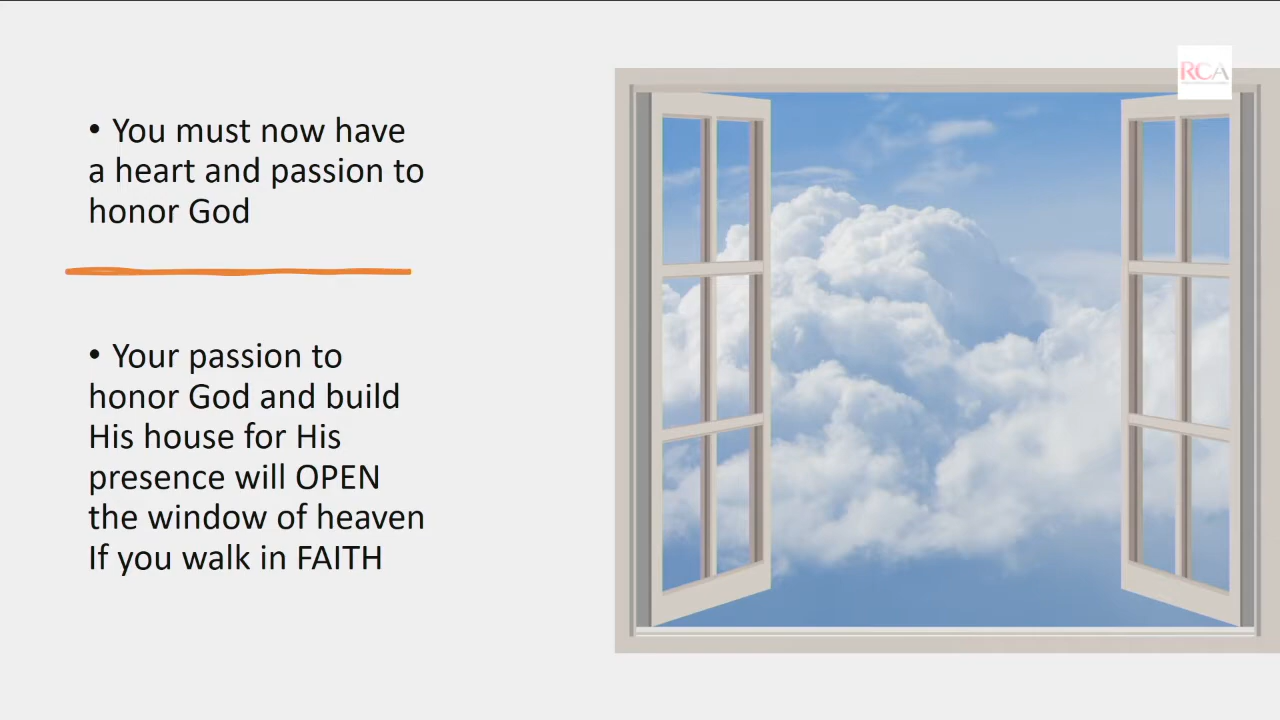 • You must now have
a heart and passion to
honor God
• Your passion to
honor God and build
His house for His
presence will OPEN
the window of heaven
If you walk in FAITH
RCA